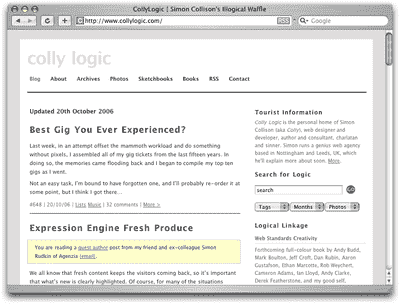 CollyLogic | Simon Collison's Blogical Waffle
http://www.collylogic.com/
RSS
Google
colly logic
Blog About Archives Photos Sketchbooks Books RSS Contact
Updated 20th October 2006
Best Gig You Ever Experienced?
Last week, in an attempt offset the mammoth workload and do something
without pixels, I assembled all of my gig tickets from the last fifteen years. In
doing so, the memories came flooding back and I began to compile my top ten
gigs as I went.
Not an easy task, I'm bound to have forgotten one, and I'll probably re-order it at
some point, but I think I got there...
#648 | 20/10/06 | Lists Music | 32 comments | More >
Expression Engine Fresh Produce
You are reading a guest author post from my friend and ex-colleague Simon
Rudkin of Agenzia (email).
We all know that fresh content keeps the visitors coming back, so it's important
that what's new is clearly highlighted. Of course, for many of the situations
Tourist Information
Colly Logic is the personal home of Simon
Collison (aka Colly), web designer and
developer, author and consultant, charlatan
and sinner. Simon runs a genius web agency
based in Nottingham and Leeds, UK, which
he'll explain more about soon. More.
Search for Logic
search
GO
Tags Months Photos
Logical Linkage
Web Standards Creativity
Forthcoming full-colour book by Andy Budd,
Mark Boulton, Jeff Croft, Dan Rubin, Aaron
Gustafson, Ethan Marcotte, Rob Weychert,
Cameron Adams, Ian Lloyd, Andy Clarke,
Derek Featherstone, and my good self.